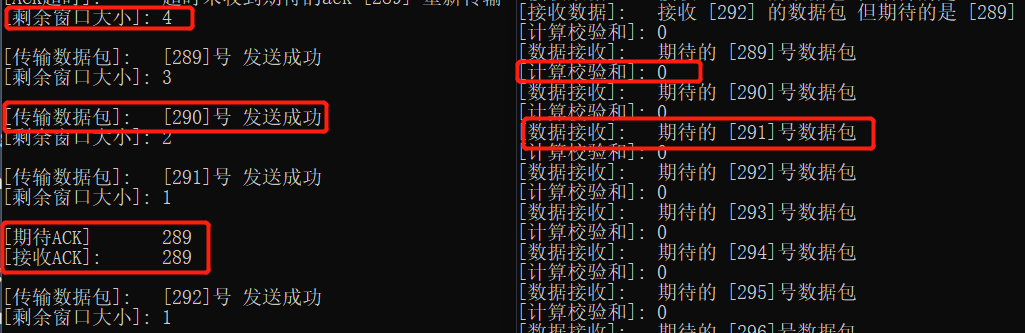 [ACK超时]: 超时未收到期待的ack [289] 重新传输
[剩余窗口大小]: 4
[传输数据包]: [289]号 发送成功
[剩余窗口大小]: 3
[传输数据包]: [290]号 发送成功
[剩余窗口大小]: 2
[传输数据包]: [291]号 发送成功
[剩余窗口大小]: 1
[期待ACK] 289
[接收ACK]: 289
[传输数据包]: [292]号 发送成功
[剩余窗口大小]: 1
[接收数据]: 接收 [292] 的数据包 但期待的是 [289]
[计算校验和]: 0
[数据接收]: 期待的 [289]号数据包
[计算校验和]: 0
[数据接收]: 期待的 [290]号数据包
[计算校验和]: 0
[数据接收]: 期待的 [291]号数据包
[计算校验和]: 0
[数据接收]: 期待的 [292]号数据包
[计算校验和]: 0
[数据接收]: 期待的 [293]号数据包
[计算校验和]: 0
[数据接收]: 期待的 [294]号数据包
[计算校验和]: 0
[数据接收]: 期待的 [295]号数据包
[计算校验和]: 0
[数据接收]: 期待的 [296]号数据包